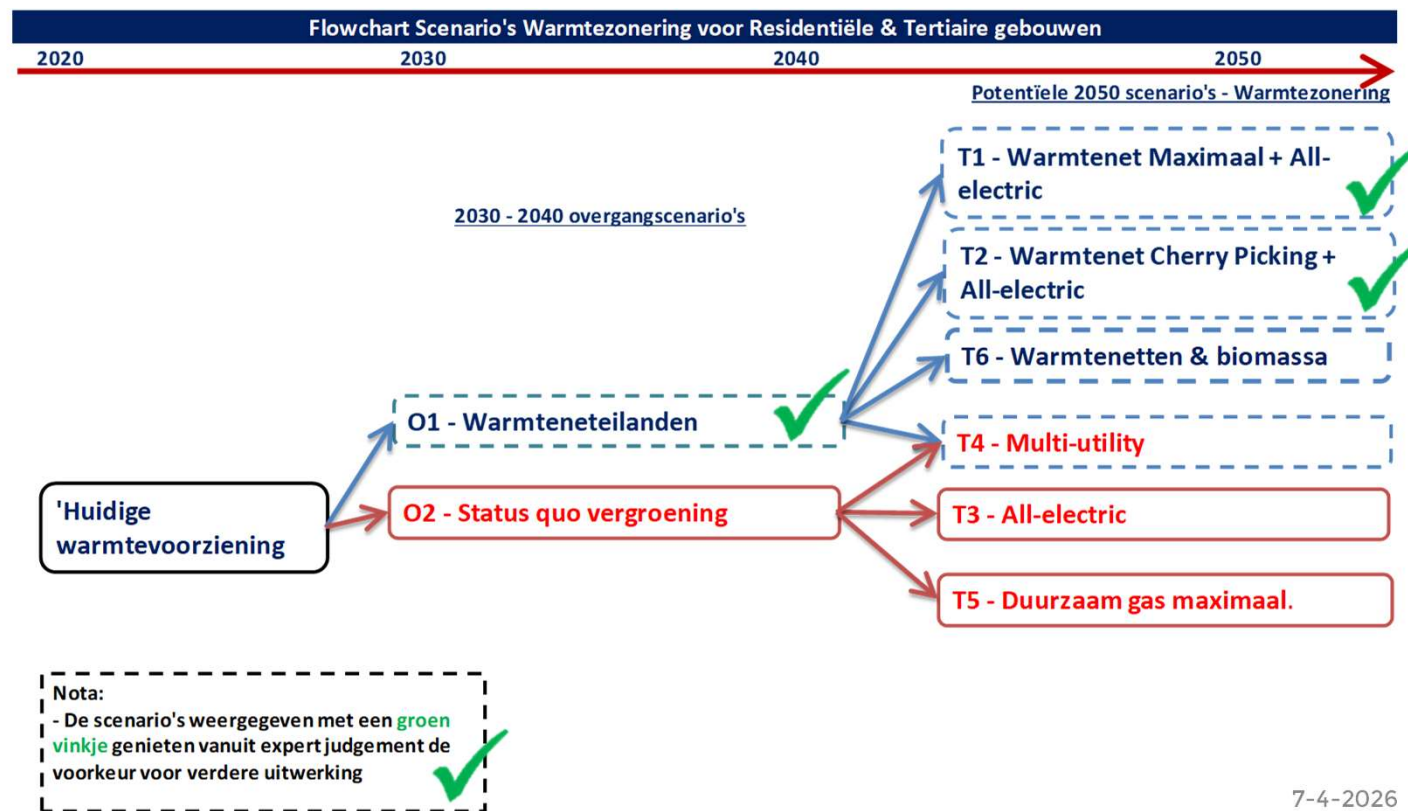 Flowchart Scenario's Warmtezonering voor Residentiële & Tertiaire gebouwen
2020
2030
2040
2050
Potentïele 2050 scenario's - Warmtezonering
T1 - Warmtenet Maximaal + All-
electric
2030 - 2040 overgangscenario's
T2 - Warmtenet Cherry Picking +
All-electric
T6 - Warmtenetten & biomassa
O1 - Warmteneteilanden
T4 - Multi-utility
'Huidige
warmtevoorziening
O2 - Status quo vergroening
T3 - All-electric
T5 - Duurzaam gas maximaal.
Nota:
- De scenario's weergegeven met een groen
vinkje genieten vanuit expert judgement de
voorkeur voor verdere uitwerking
7-4-2026